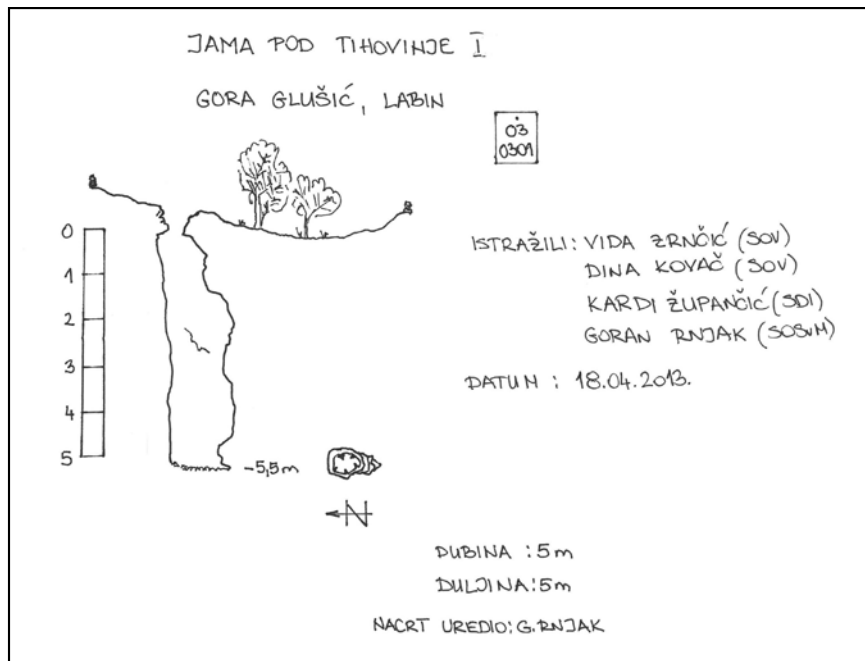 JAMA POD TIHOVINJE I
GORA GLUŠIĆ, LABIN
03
0301
0
1
2
3
4
5
-5,5m
N
ISTRAŽILI: VIDA ZRNČIĆ (SOV)
DINA KOVAČ (SOV)
KARDI ŽUPANČIĆ (SDI)
GORAN RNJAK (SOSVM)
DATUM : 18.04.2013.
DUBINA : 5m
DULJINA: 5m
NACRT UREDIO: G. RNJAK